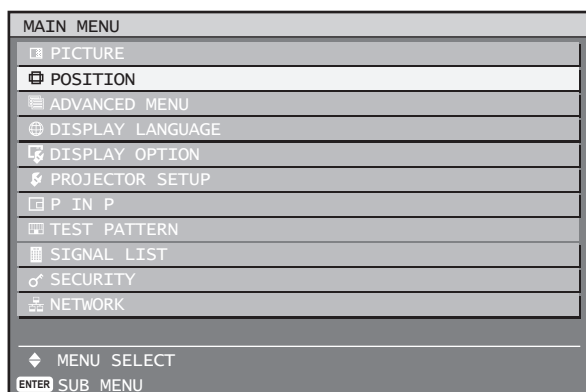 MAIN MENU
PICTURE
POSITION
ADVANCED MENU
DISPLAY LANGUAGE
DISPLAY OPTION
PROJECTOR SETUP
P IN P
TEST PATTERN
SIGNAL LIST
SECURITY
NETWORK
MENU SELECT
ENTER SUB MENU